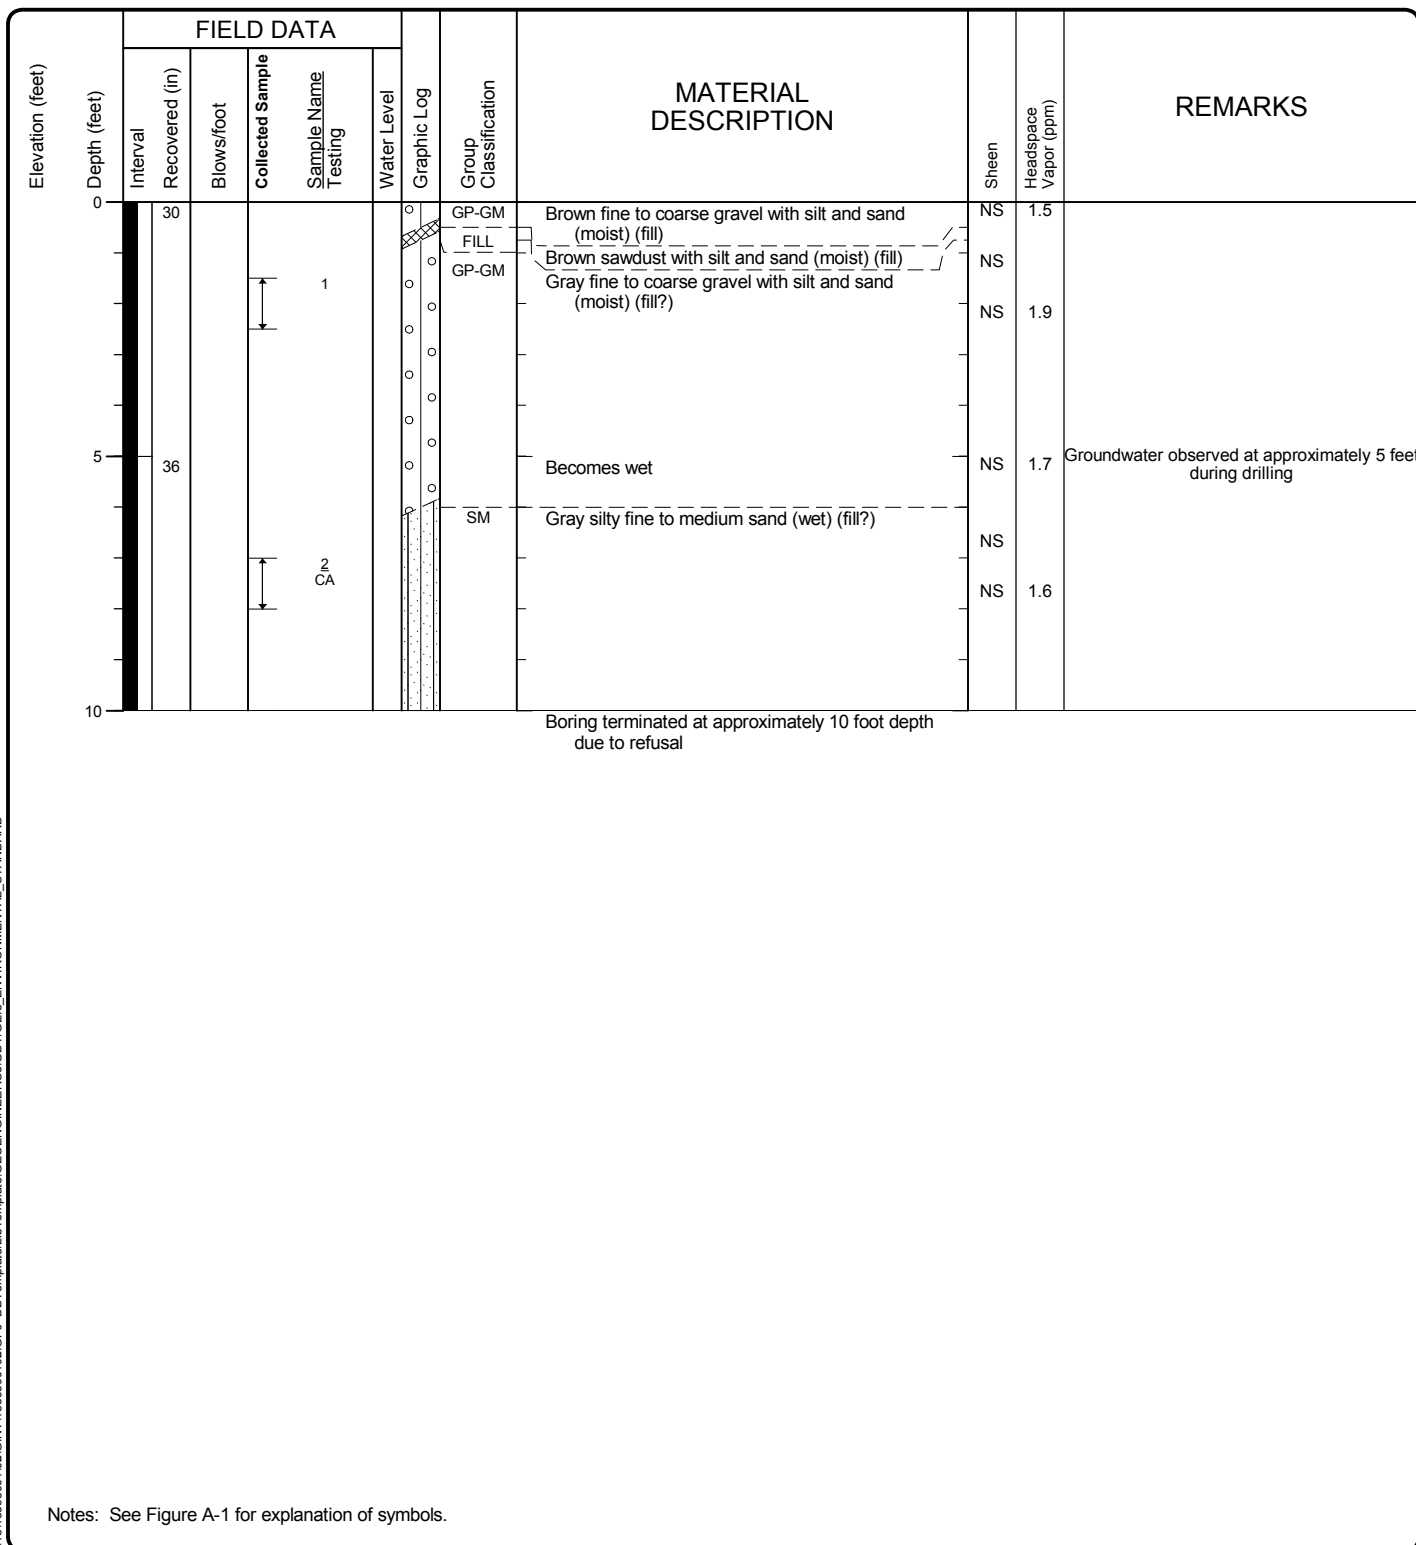 FIELD DATA
Elevation (feet)
Depth (feet)
Interval
Recovered (in)
Blows/foot
Collected Sample
Sample Name
Testing
Water Level
Graphic Log
Group
Classification
MATERIAL
DESCRIPTION
Sheen
Headspace
Vapor (ppm)
REMARKS
0
30
GP-GM
Brown fine to coarse gravel with silt and sand
(moist) (fill)
NS
1.5
FILL
Brown sawdust with silt and sand (moist) (fill)
NS
GP-GM
Gray fine to coarse gravel with silt and sand
(moist) (fill?)
1
NS
1.9
5
36
Becomes wet
NS
1.7
Groundwater observed at approximately 5 feet
during drilling
SM
Gray silty fine to medium sand (wet) (fill?)
NS
2
CA
NS
1.6
10
Boring terminated at approximately 10 foot depth
due to refusal
Notes: See Figure A-1 for explanation of symbols.